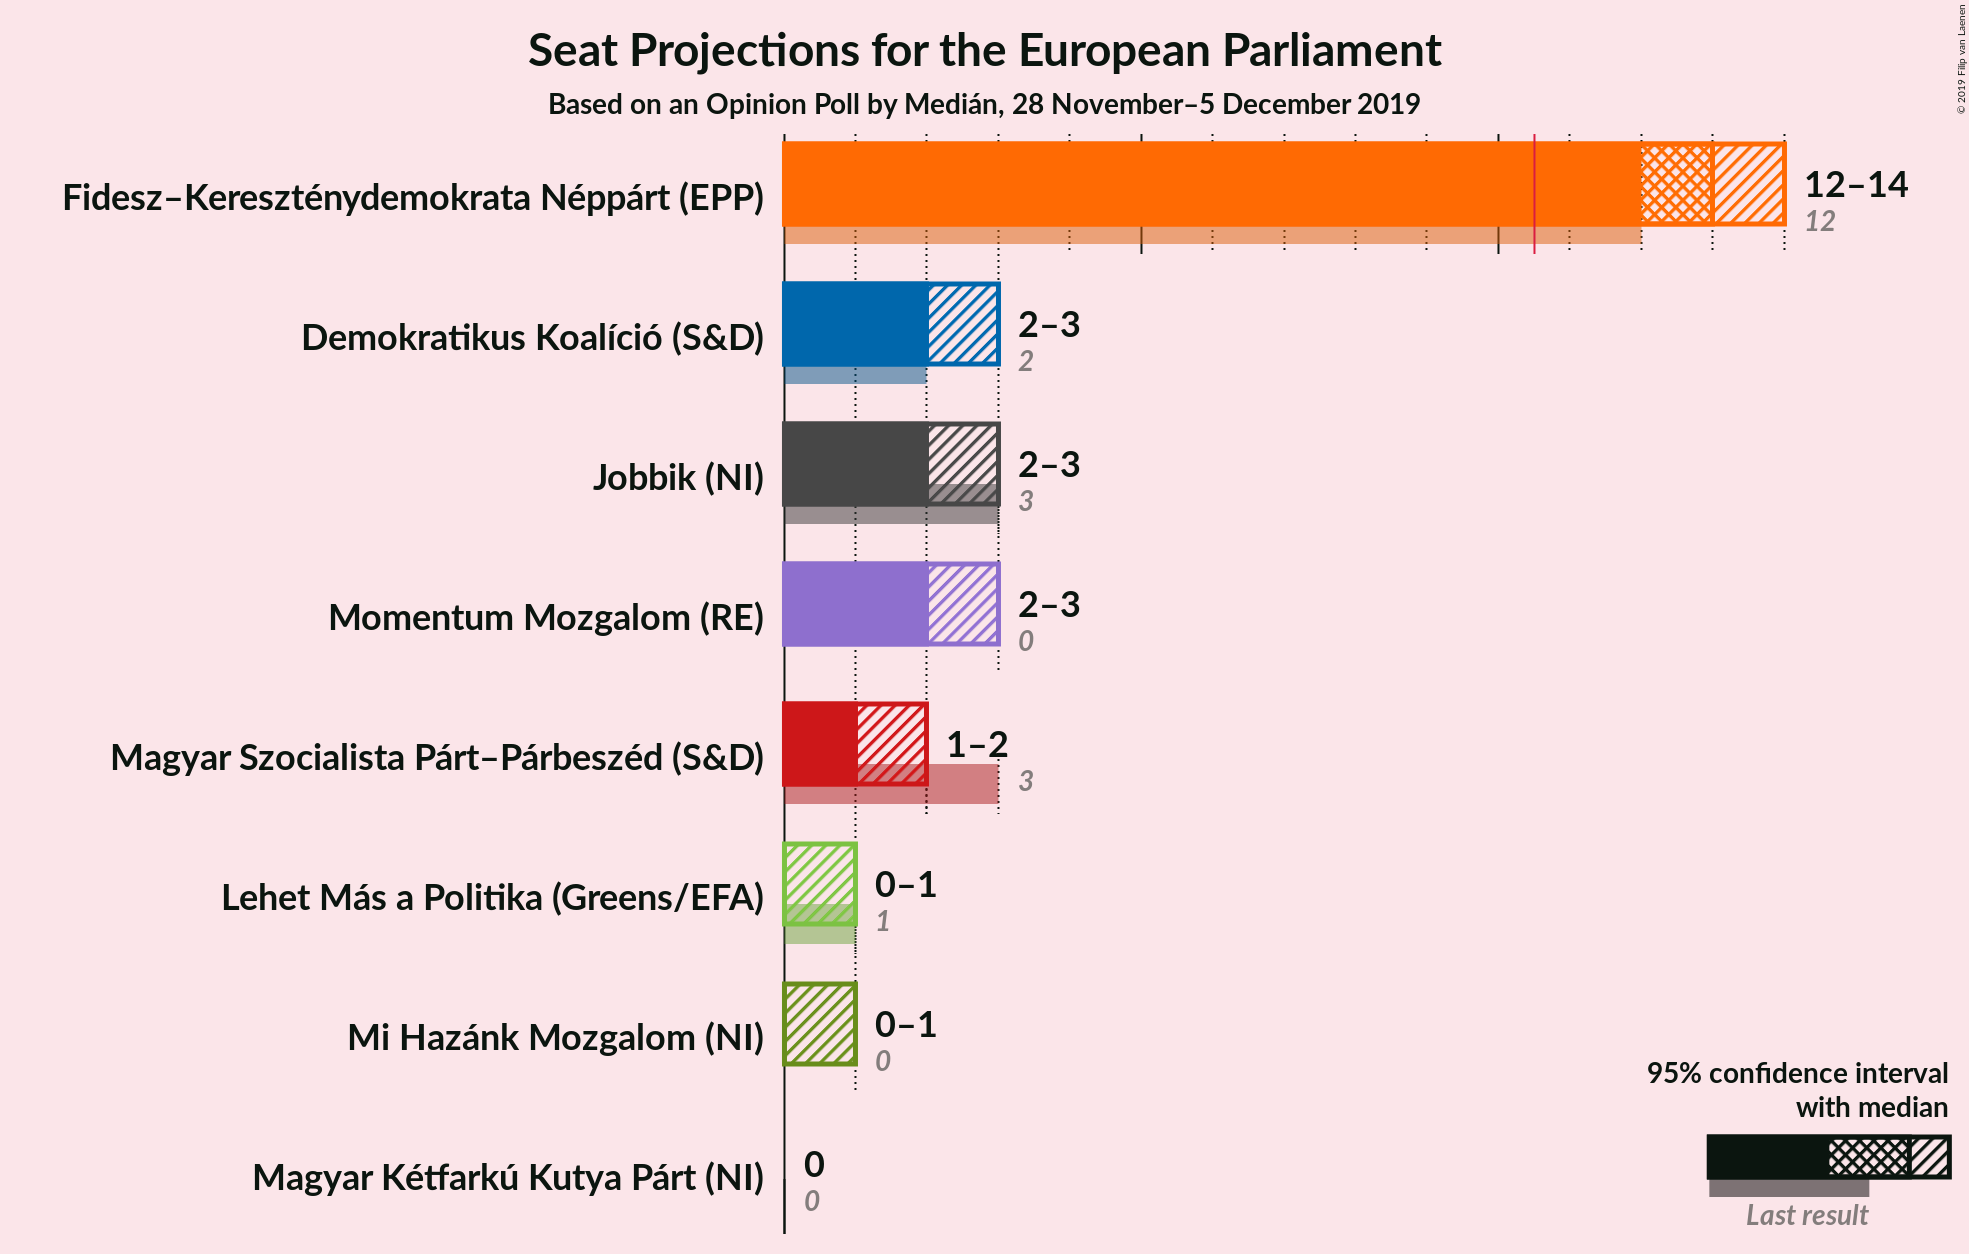 Seat Projections for the European Parliament
Based on an Opinion Poll by Medián, 28 November–5 December 2019
© 2019 Filip van Laenen
Fidesz–Kereszténydemokrata Néppárt (EPP)
12–14
12
Demokratikus Koalíció (S&D)
2–3
2
Jobbik (NI)
2–3
3
Momentum Mozgalom (RE)
2–3
0
Magyar Szocialista Párt–Párbeszéd (S&D)
1–2
3
Lehet Más a Politika (Greens/EFA)
0–1
1
Mi Hazánk Mozgalom (NI)
0–1
0
Magyar Kétfarkú Kutya Párt (NI)
0
0
95% confidence interval
with median
Last result